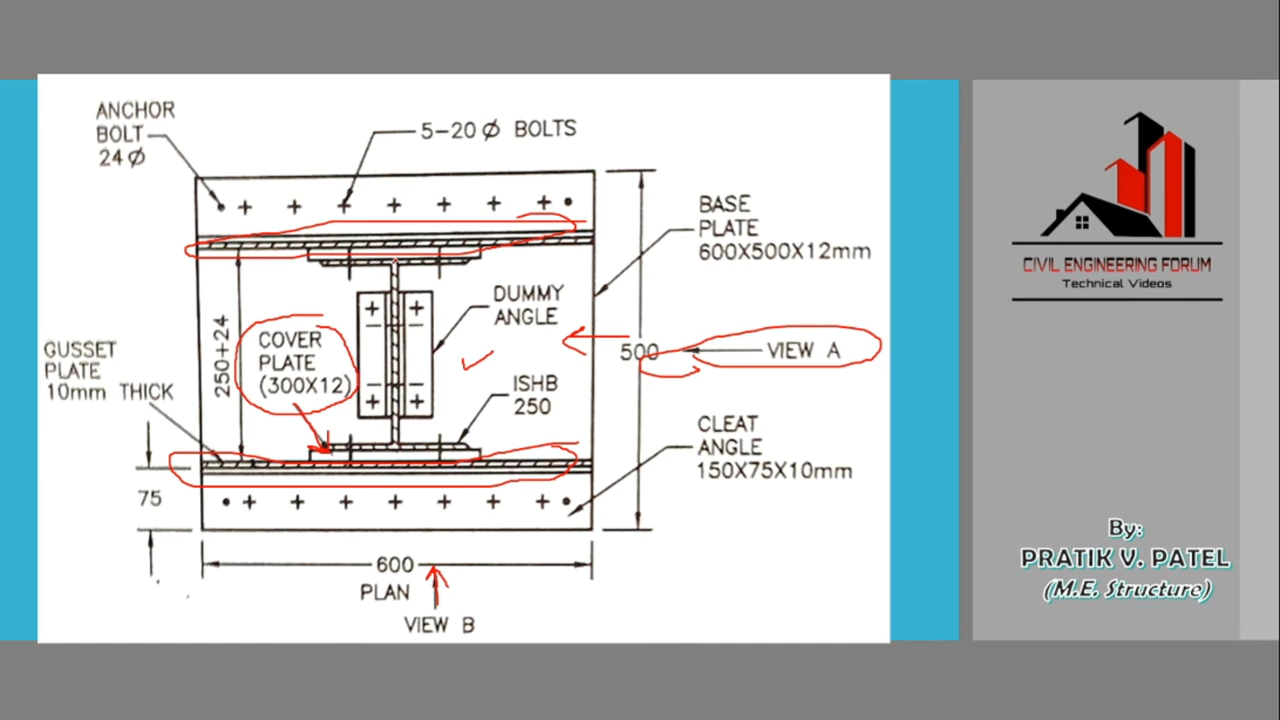 ANCHOR
BOLT
24Ø
5-20 Ø BOLTS
BASE
PLATE
600X500X12mm
DUMMY
ANGLE
250+24
COVER
PLATE
(300X12)
GUSSET
PLATE
10mm THICK
500
VIEW A
ISHB
250
CLEAT
ANGLE
150X75X10mm
75
600
PLAN
VIEW B
CIVIL ENGINEERING FORUM
Technical Videos
By:
PRATIK V. PATEL
(M.E. Structure)